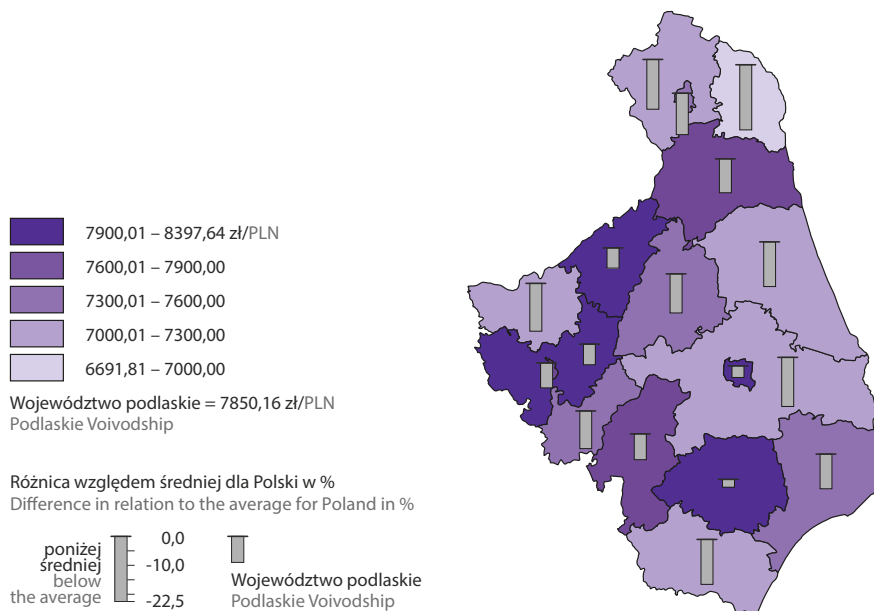 7900,01 – 8397,64 zł/PLN
7600,01 – 7900,00
7300,01 – 7600,00
7000,01 – 7300,00
6691,81 – 7000,00
Województwo podlaskie = 7850,16 zł/PLN
Podlaskie Voivodship
Różnica względem średniej dla Polski w %
Difference in relation to the average for Poland in %
poniżej
średniej
below
the average
0,0
-10,0
-22,5
Województwo podlaskie
Podlaskie Voivodship